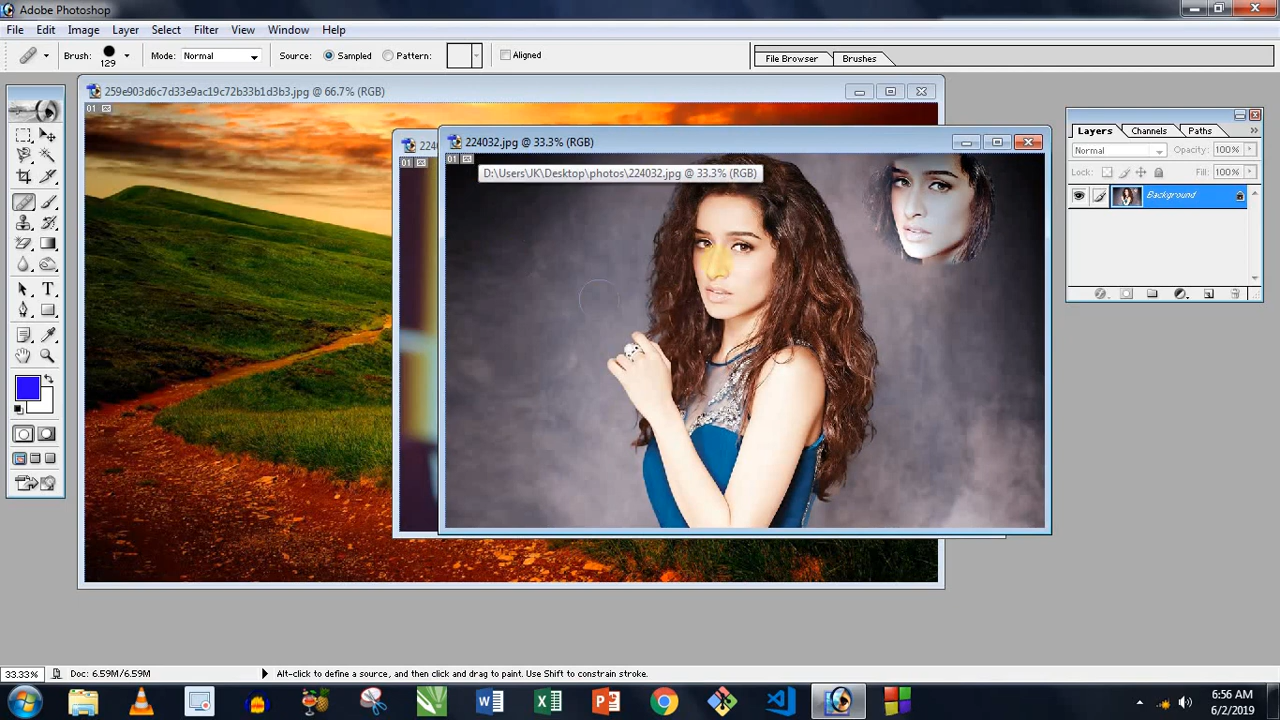 Adobe Photoshop
File Edit Image Layer Select Filter View Window Help
Brush: 129 Mode: Normal Source: Sampled Pattern: Aligned File Browser Brushes
259e903d6c7d33e9ac19c72b33b1d3b3.jpg @ 66.7% (RGB)
01
224
01
224032.jpg @ 33.3% (RGB)
01
D:\Users\JK\Desktop\photos\224032.jpg @ 33.3% (RGB)
Layers Channels Paths
Normal Opacity: 100%
Lock: Fill: 100%
Background
33.33% Doc: 6.59M/6.59M Alt-click to define a source, and then click and drag to paint. Use Shift to constrain stroke.
6:56 AM
6/2/2019